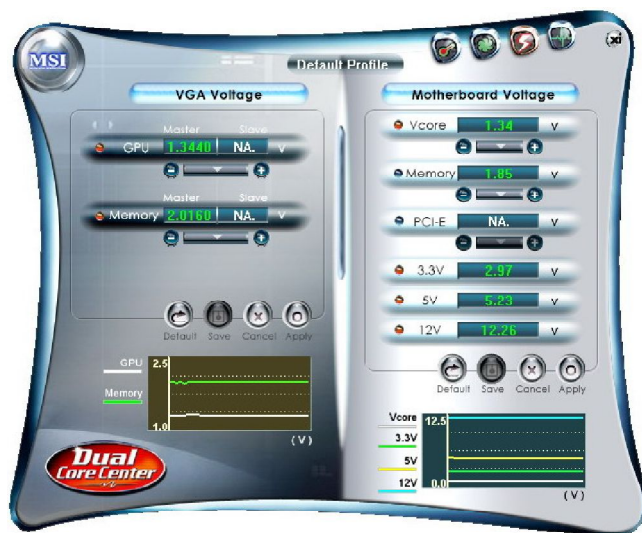 MSI
Default Profile
xi
VGA Voltage
Master Slave
GPU 1.3440 NA. v
Master Slave
Memory 2.0160 NA. v
Default Save Cancel Apply
GPU
Memory
2.5
1.0
(V)
Dual
Core Center
Motherboard Voltage
Vcore 1.34 v
Memory 1.85 v
PCI-E NA. v
3.3V 2.97 v
5V 5.23 v
12V 12.26 v
Default Save Cancel Apply
Vcore
3.3V
5V
12V
12.5
0.0
(V)